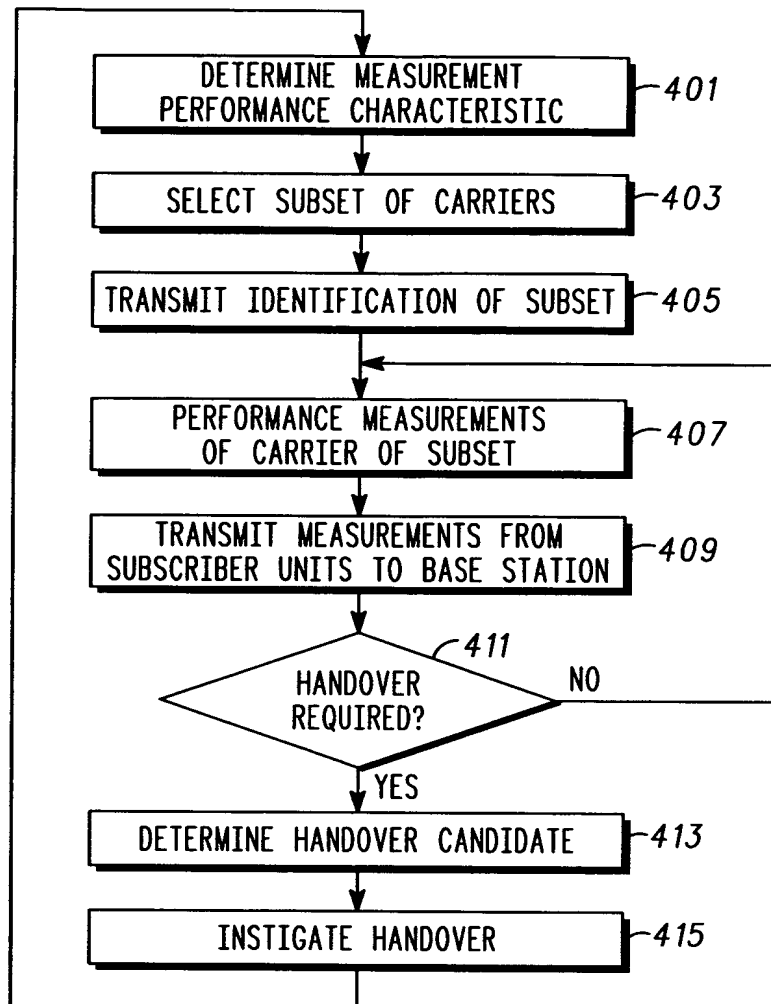 DETERMINE MEASUREMENT
PERFORMANCE CHARACTERISTIC
401
SELECT SUBSET OF CARRIERS
403
TRANSMIT IDENTIFICATION OF SUBSET
405
PERFORMANCE MEASUREMENTS
OF CARRIER OF SUBSET
407
TRANSMIT MEASUREMENTS FROM
SUBSCRIBER UNITS TO BASE STATION
409
411
HANDOVER
REQUIRED?
NO
YES
DETERMINE HANDOVER CANDIDATE
413
INSTIGATE HANDOVER
415